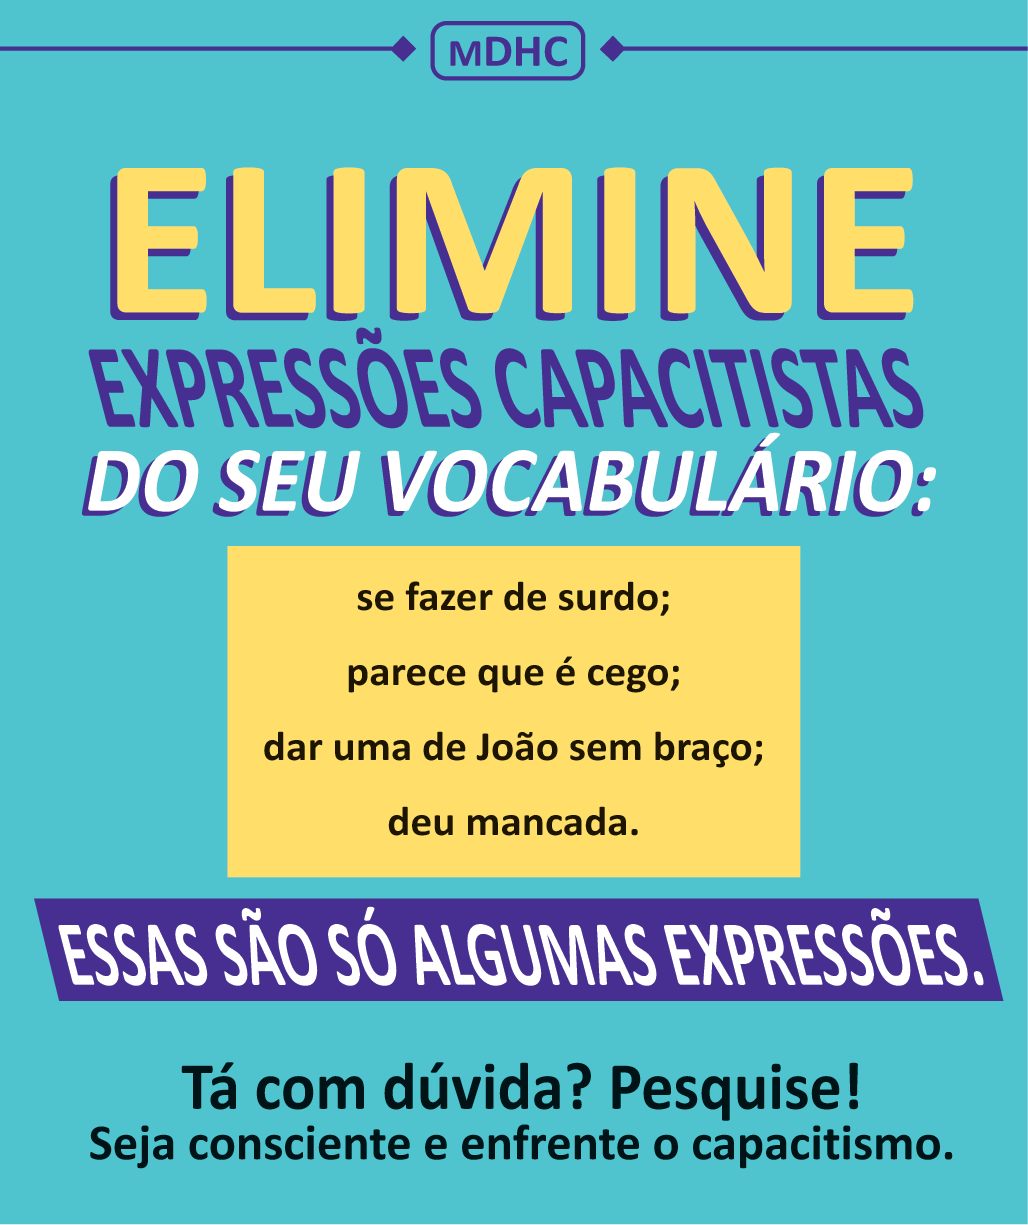 MDHC
ELIMINE
EXPRESSÕES CAPACITISTAS
DO SEU VOCABULÁRIO:
se fazer de surdo;
parece que é cego;
dar uma de João sem braço;
deu mancada.
ESSAS SÃO SÓ ALGUMAS EXPRESSÕES.
Tá com dúvida? Pesquise!
Seja consciente e enfrente o capacitismo.